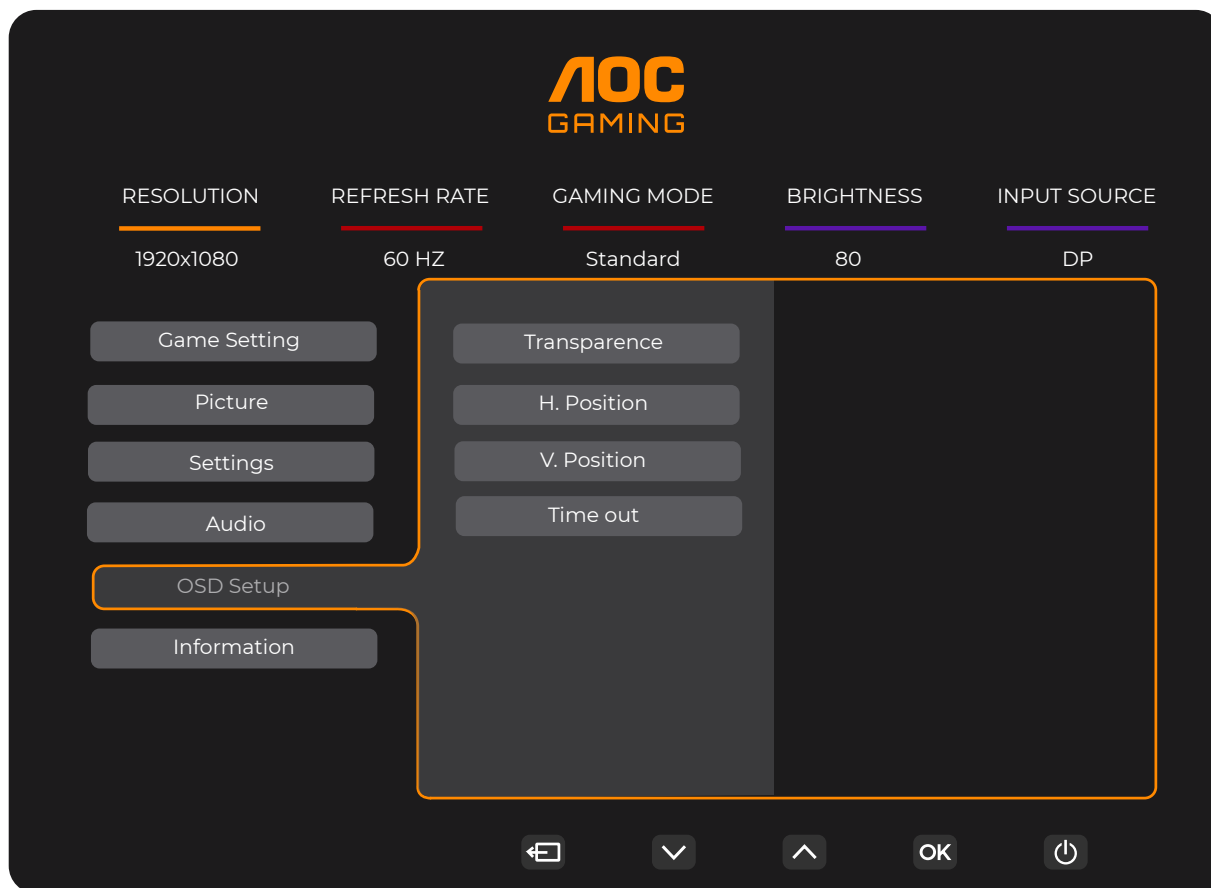 AOC
GAMING
RESOLUTION REFRESH RATE GAMING MODE BRIGHTNESS INPUT SOURCE
1920x1080 60 HZ Standard 80 DP
Game Setting Transparence
Picture H. Position
Settings V. Position
Audio Time out
OSD Setup
Information
OK